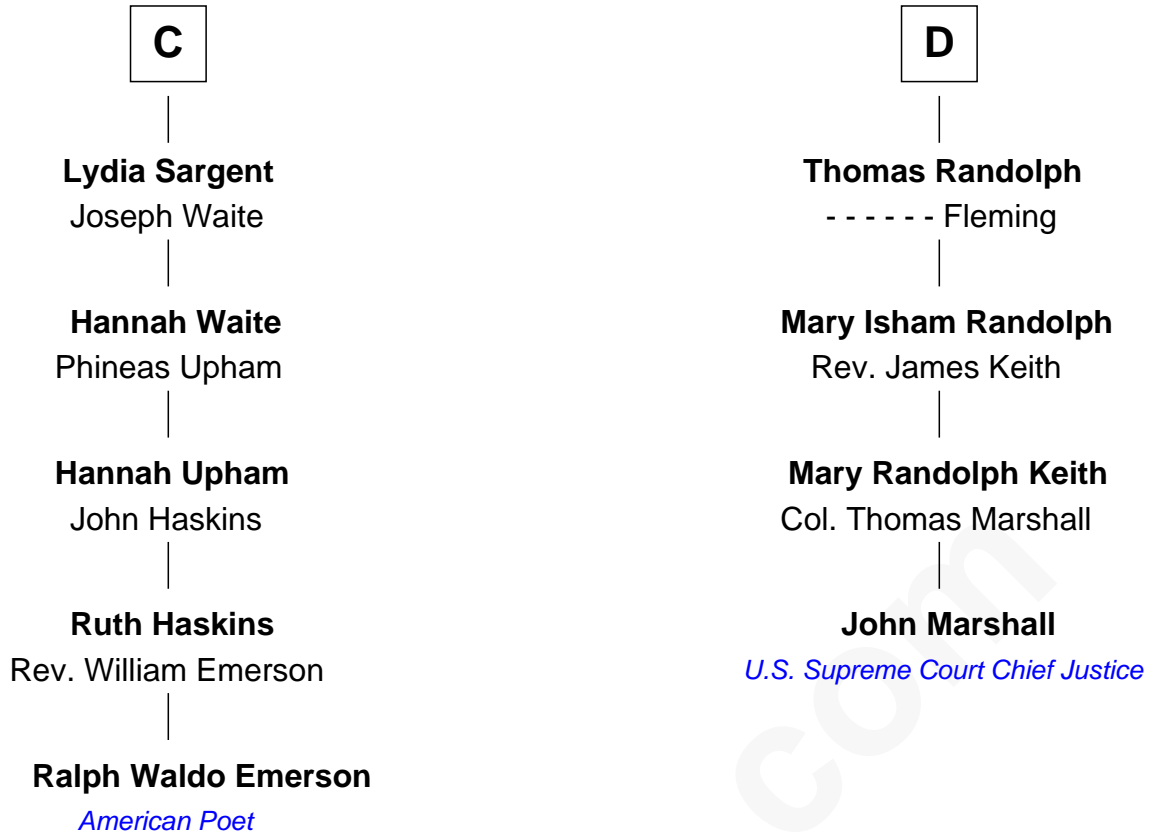 C
Lydia Sargent
Joseph Waite
Hannah Waite
Phineas Upham
Hannah Upham
John Haskins
Ruth Haskins
Rev. William Emerson
Ralph Waldo Emerson
American Poet
D
Thomas Randolph
- - - - - - Fleming
Mary Isham Randolph
Rev. James Keith
Mary Randolph Keith
Col. Thomas Marshall
John Marshall
U.S. Supreme Court Chief Justice
com